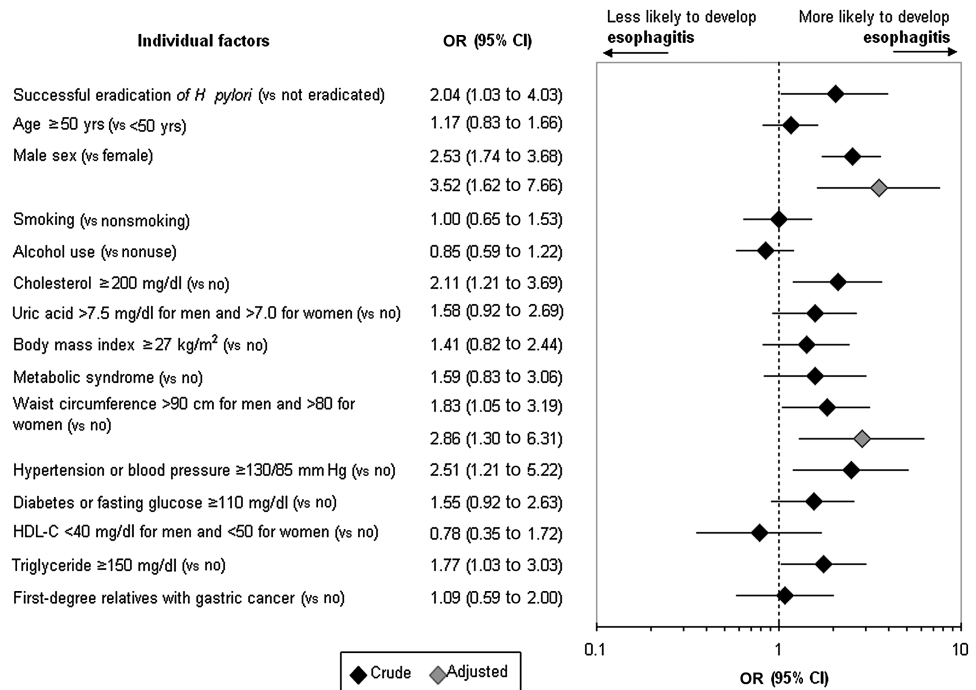 Less likely to develop
esophagitis
More likely to develop
esophagitis
Individual factors OR (95% CI)
Successful eradication of H pylori (vs not eradicated) 2.04 (1.03 to 4.03)
Age ≥50 yrs (vs <50 yrs) 1.17 (0.83 to 1.66)
Male sex (vs female) 2.53 (1.74 to 3.68)
3.52 (1.62 to 7.66)
Smoking (vs nonsmoking) 1.00 (0.65 to 1.53)
Alcohol use (vs nonuse) 0.85 (0.59 to 1.22)
Cholesterol ≥200 mg/dl (vs no) 2.11 (1.21 to 3.69)
Uric acid >7.5 mg/dl for men and >7.0 for women (vs no) 1.58 (0.92 to 2.69)
Body mass index ≥27 kg/m² (vs no) 1.41 (0.82 to 2.44)
Metabolic syndrome (vs no) 1.59 (0.83 to 3.06)
Waist circumference >90 cm for men and >80 for
women (vs no)
1.83 (1.05 to 3.19)
2.86 (1.30 to 6.31)
Hypertension or blood pressure ≥130/85 mm Hg (vs no) 2.51 (1.21 to 5.22)
Diabetes or fasting glucose ≥110 mg/dl (vs no) 1.55 (0.92 to 2.63)
HDL-C <40 mg/dl for men and <50 for women (vs no) 0.78 (0.35 to 1.72)
Triglyceride ≥150 mg/dl (vs no) 1.77 (1.03 to 3.03)
First-degree relatives with gastric cancer (vs no) 1.09 (0.59 to 2.00)
0.1 1 10
OR (95% CI)
Crude Adjusted